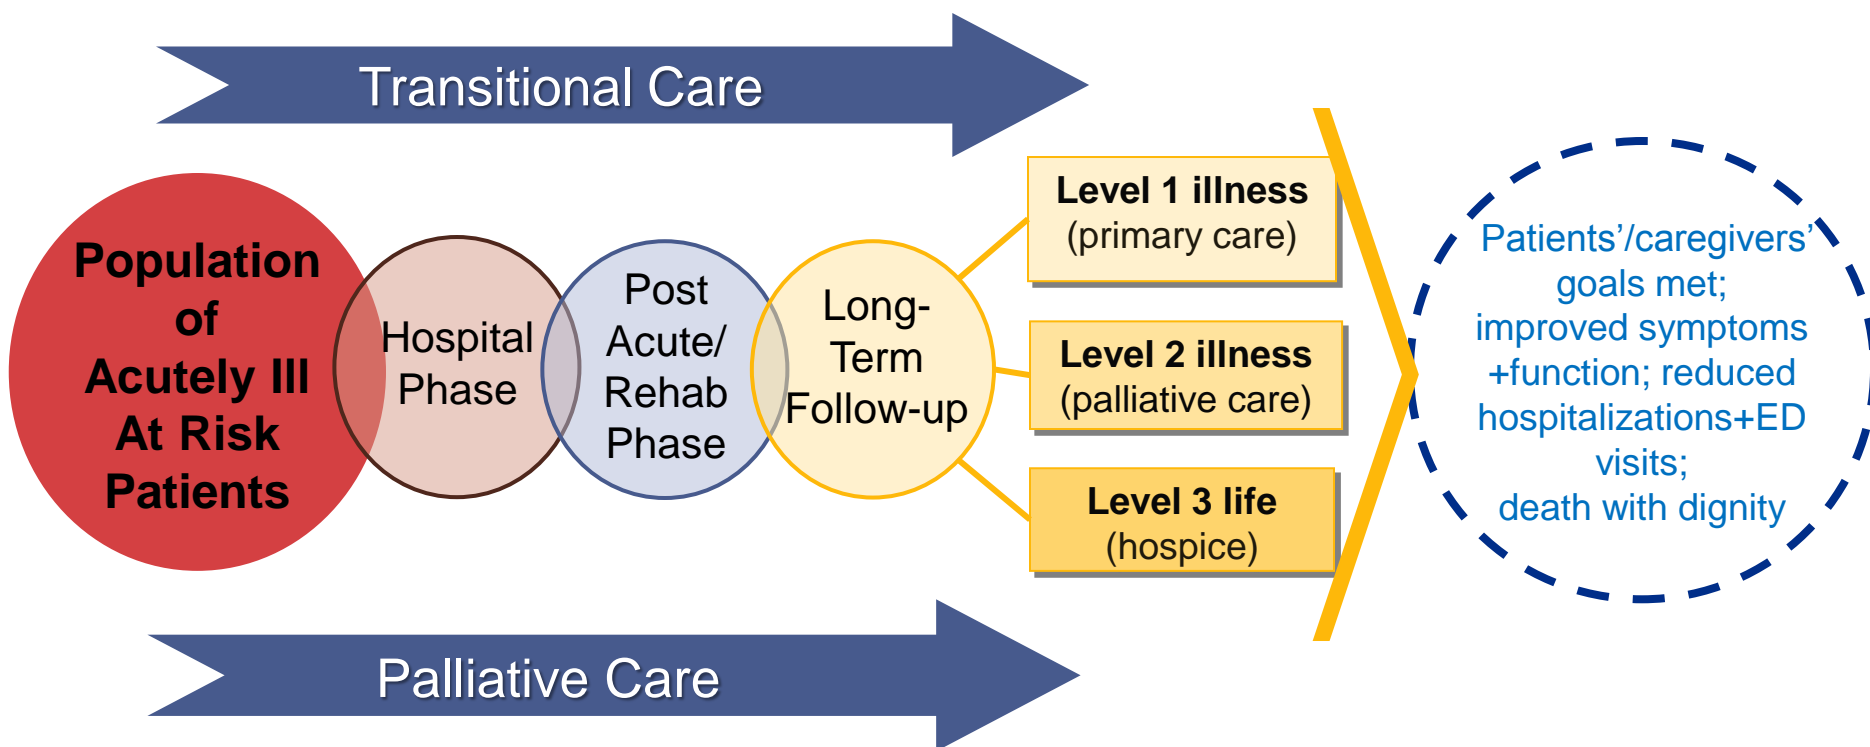 Transitional Care
Population
of
Acutely Ill
At Risk
Patients
Hospital
Phase
Post
Acute/
Rehab
Phase
Long-
Term
Follow-up
Level 1 illness
(primary care)
Level 2 illness
(palliative care)
Level 3 life
(hospice)
Patients’/caregivers’
goals met;
improved symptoms
+function; reduced
hospitalizations+ED
visits;
death with dignity
Palliative Care